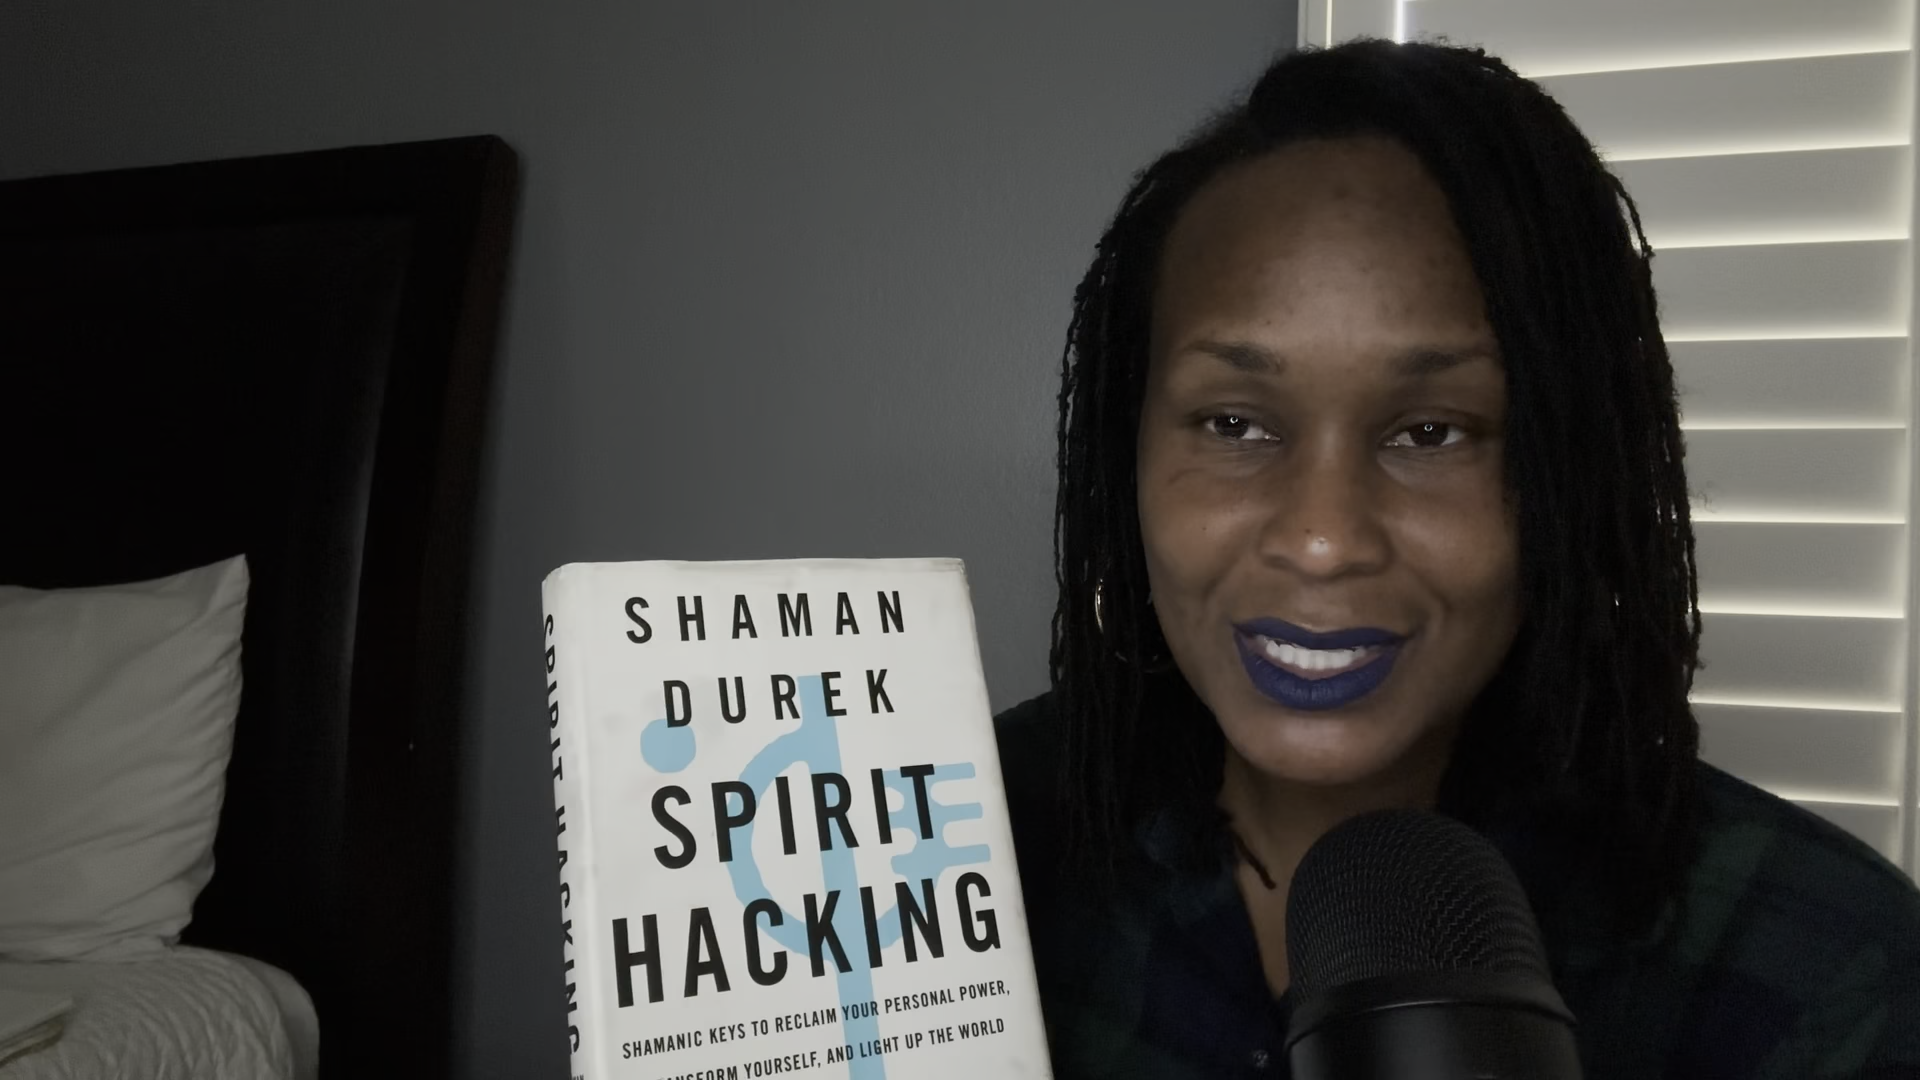 SHAMAN
DUREK
SPIRIT
HACKING
SHAMANIC KEYS TO RECLAIM YOUR PERSONAL POWER,
YOURSELF, AND LIGHT UP THE WORLD
SPIRIT HACKING